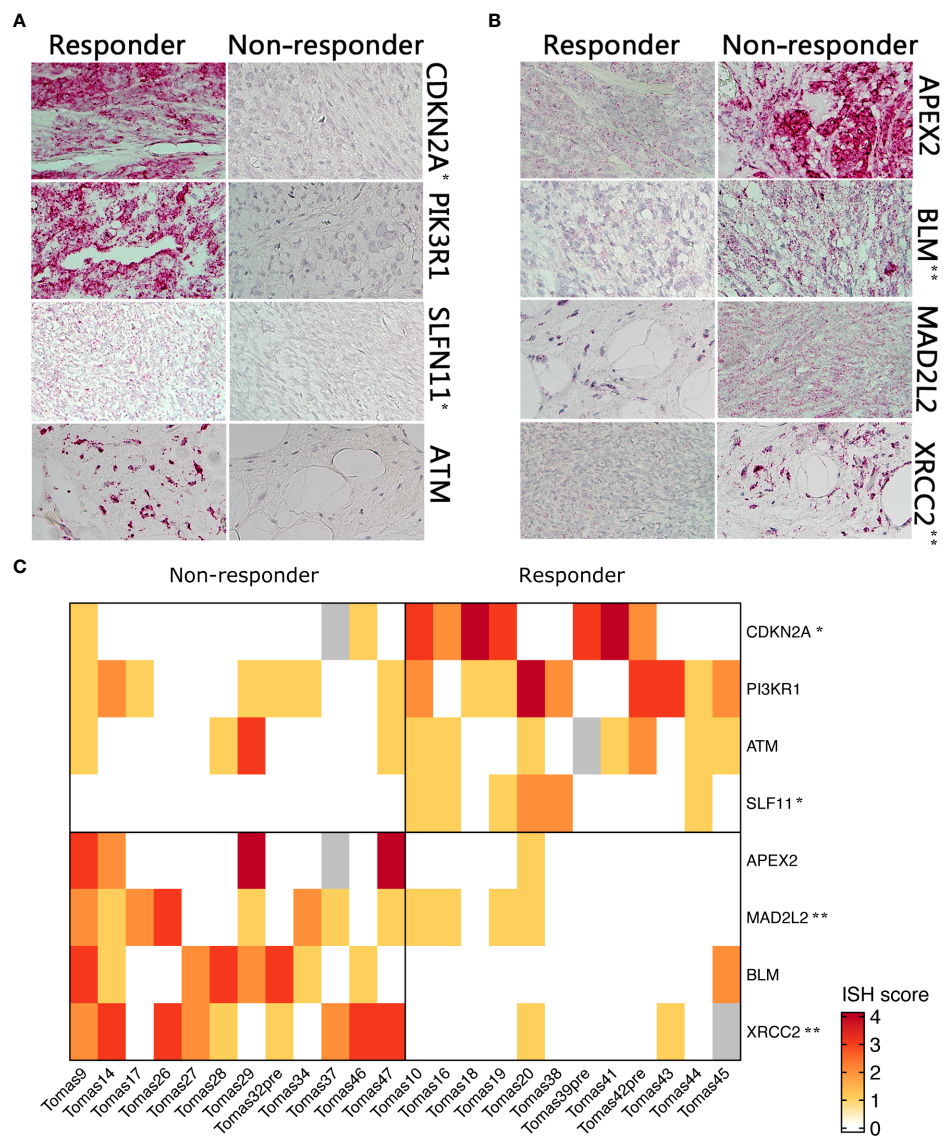 A
Responder Non-responder
CDKN2A*
PIK3R1
SLFN11*
ATM
B
Responder Non-responder
APEX2
BLM**
MAD2L2
XRCC2**
C
Non-responder Responder
CDKN2A *
PI3KR1
ATM
SLF11 *
APEX2
MAD2L2 **
BLM
XRCC2 **
Tomas9 Tomas14 Tomas17 Tomas26 Tomas27 Tomas28 Tomas29 Tomas32pre Tomas34 Tomas37 Tomas46 Tomas47 Tomas10 Tomas16 Tomas18 Tomas19 Tomas20 Tomas38 Tomas39pre Tomas41 Tomas42pre Tomas43 Tomas44 Tomas45
ISH score
4
3
2
1
0